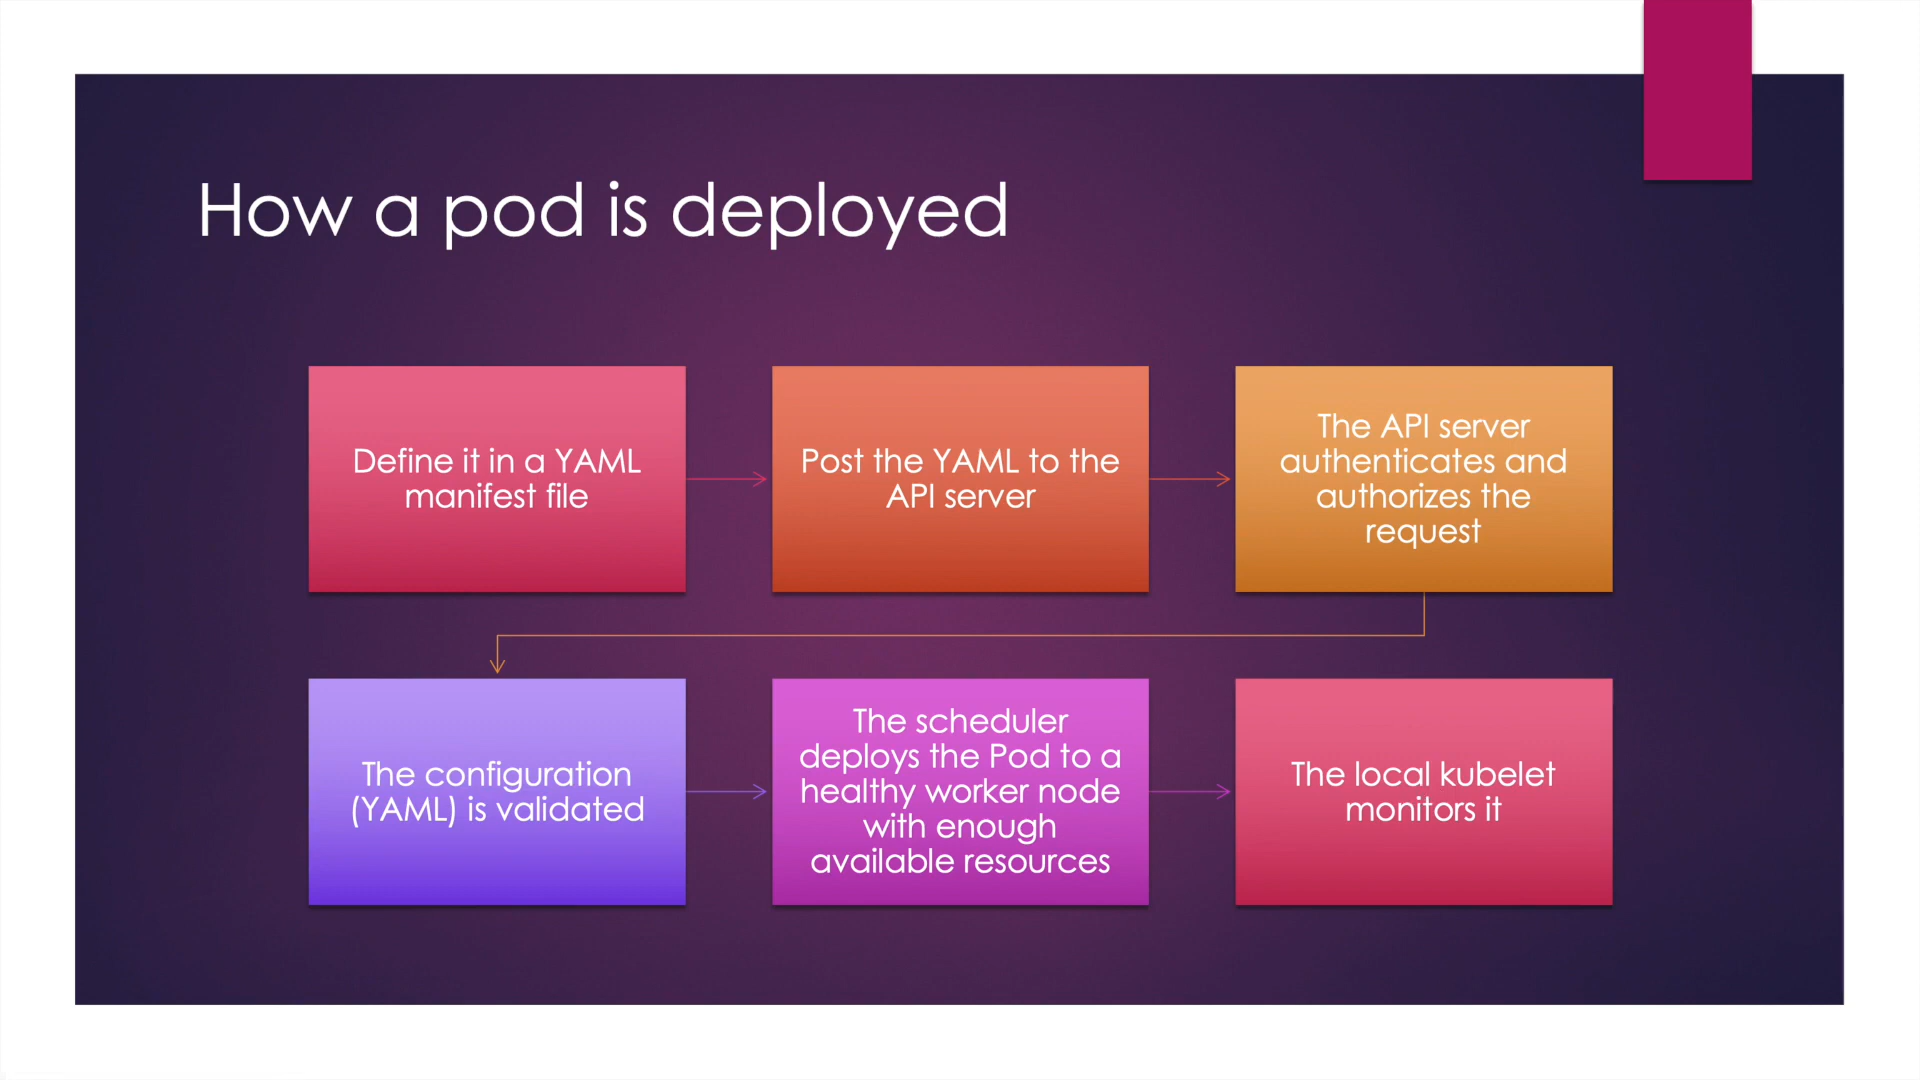 How a pod is deployed
Define it in a YAML
manifest file
Post the YAML to the
API server
The API server
authenticates and
authorizes the
request
The configuration
(YAML) is validated
The scheduler
deploys the Pod to a
healthy worker node
with enough
available resources
The local kubelet
monitors it